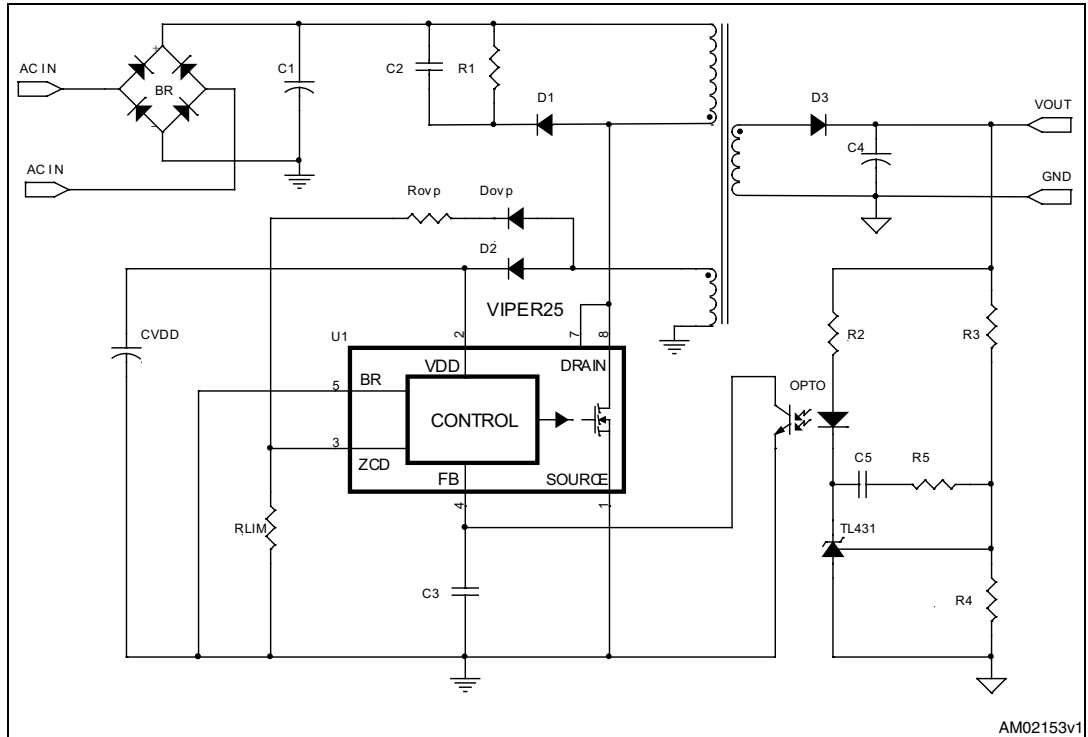 AC IN
BR
+
-
AC IN
C1
C2
R1
D1
D3
VOUT
C4
GND
Rovp
Dovp
D2
VIPER25
CVDD
U1
2
7
8
VDD
DRAIN
5
BR
CONTROL
3
ZCD
FB
SOURCE
4
1
RLIM
C3
OPTO
R2
R3
C5
R5
TL431
R4
AM02153v1